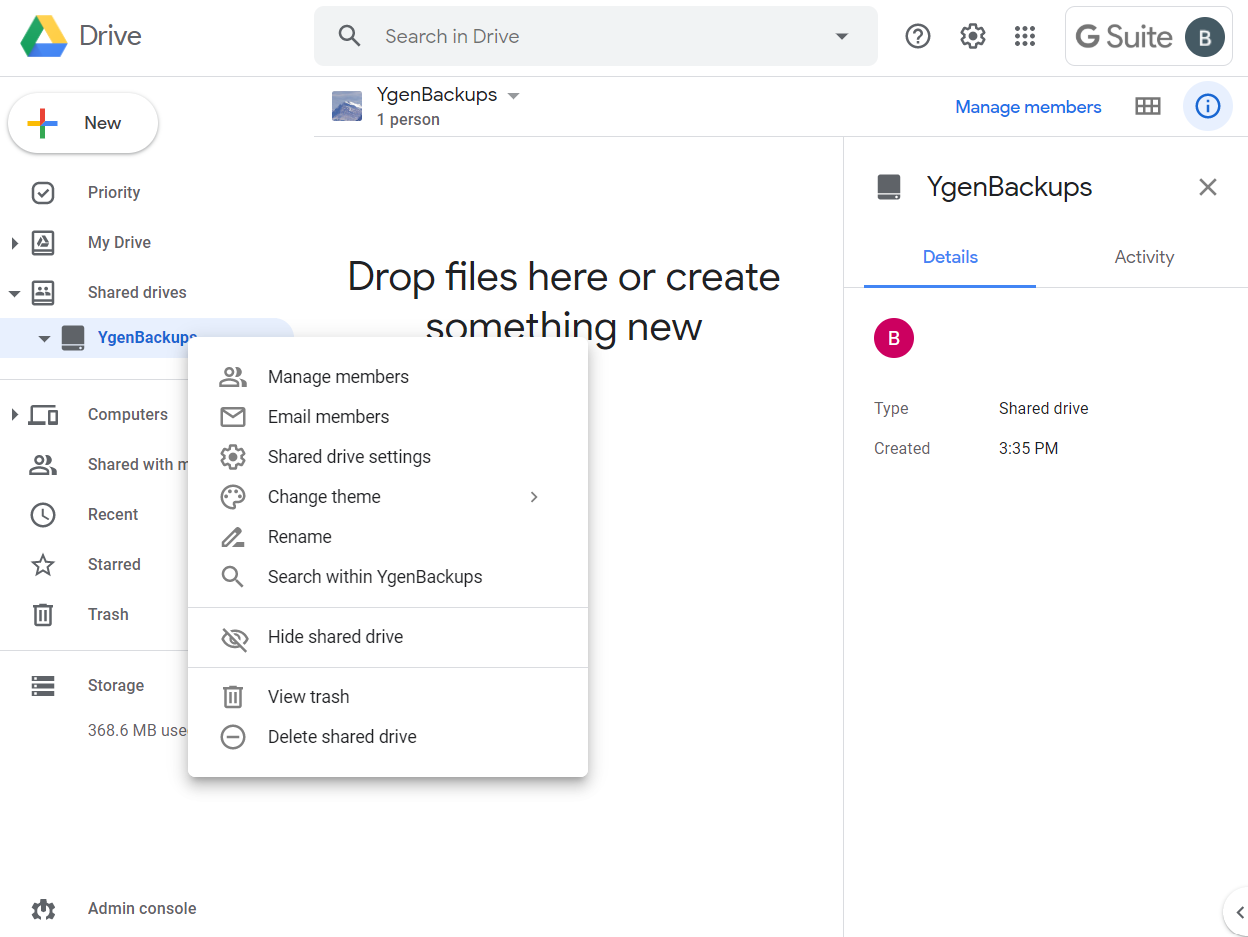 Drive
Search in Drive
G Suite
B
New
YgenBackups
1 person
Manage members
Priority
My Drive
Shared drives
YgenBackups
Computers
Shared with m
Recent
Starred
Trash
Storage
368.6 MB use
Admin console
Drop files here or create
something new
Manage members
Email members
Shared drive settings
Change theme
Rename
Search within YgenBackups
Hide shared drive
View trash
Delete shared drive
YgenBackups
Details Activity
B
Type Shared drive
Created 3:35 PM